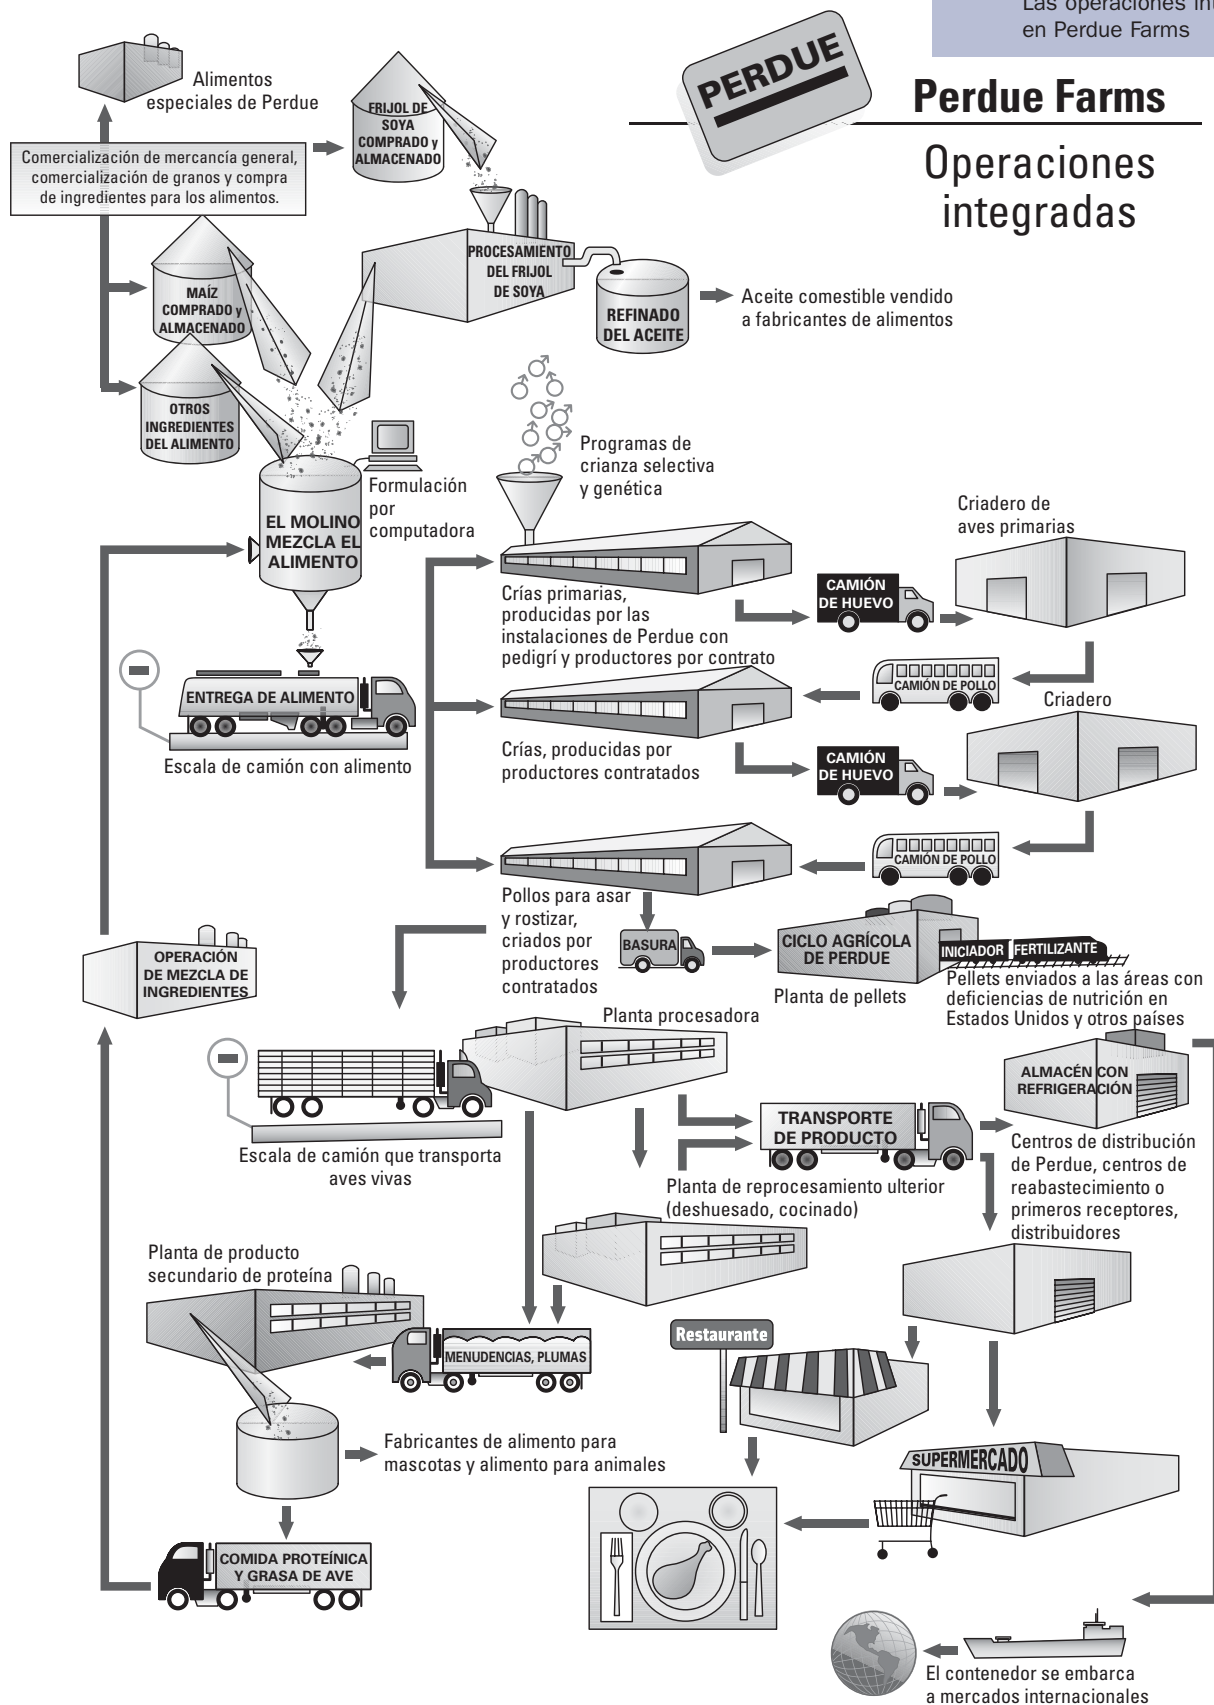 Las operaciones
en Perdue Farms
PERDUE
Perdue Farms
Operaciones
integradas
Alimentos
especiales de Perdue
Comercialización de mercancía general,
comercialización de granos y compra
de ingredientes para los alimentos.
FRIJOL DE
SOYA
COMPRADO y
ALMACENADO
MAÍZ
COMPRADO y
ALMACENADO
OTROS
INGREDIENTES
DEL ALIMENTO
PROCESAMIENTO
DEL FRIJOL
DE SOYA
REFINADO
DEL ACEITE
Aceite comestible vendido
a fabricantes de alimentos
EL MOLINO
MEZCLA EL
ALIMENTO
Formulación
por
computadora
Programas de
crianza selectiva
y genética
Criadero de
aves primarias
Crías primarias,
producidas por las
instalaciones de Perdue con
pedigrí y productores por contrato
CAMIÓN
DE HUEVO
CAMIÓN DE POLLO
ENTREGA DE ALIMENTO
Escala de camión con alimento
Criadero
Crías, producidas por
productores contratados
CAMIÓN
DE HUEVO
CAMIÓN DE POLLO
Pollos para asar
y rostizar,
criados por
productores
contratados
BASURA
CICLO AGRÍCOLA
DE PERDUE
INICIADOR
FERTILIZANTE
Planta de pellets
Pellets enviados a las áreas con
deficiencias de nutrición en
Estados Unidos y otros países
OPERACIÓN
DE MEZCLA DE
INGREDIENTES
Planta procesadora
Escala de camión que transporta
aves vivas
TRANSPORTE
DE PRODUCTO
ALMACÉN CON
REFRIGERACIÓN
Centros de distribución
de Perdue, centros de
reabastecimiento o
primeros receptores,
distribuidores
Planta de reprocesamiento ulterior
(deshuesado, cocinado)
Planta de producto
secundario de proteína
MENUDENCIAS, PLUMAS
Restaurante
Fabricantes de alimento para
mascotas y alimento para animales
SUPERMERCADO
COMIDA PROTEÍNICA
Y GRASA DE AVE
El contenedor se embarca
a mercados internacionales